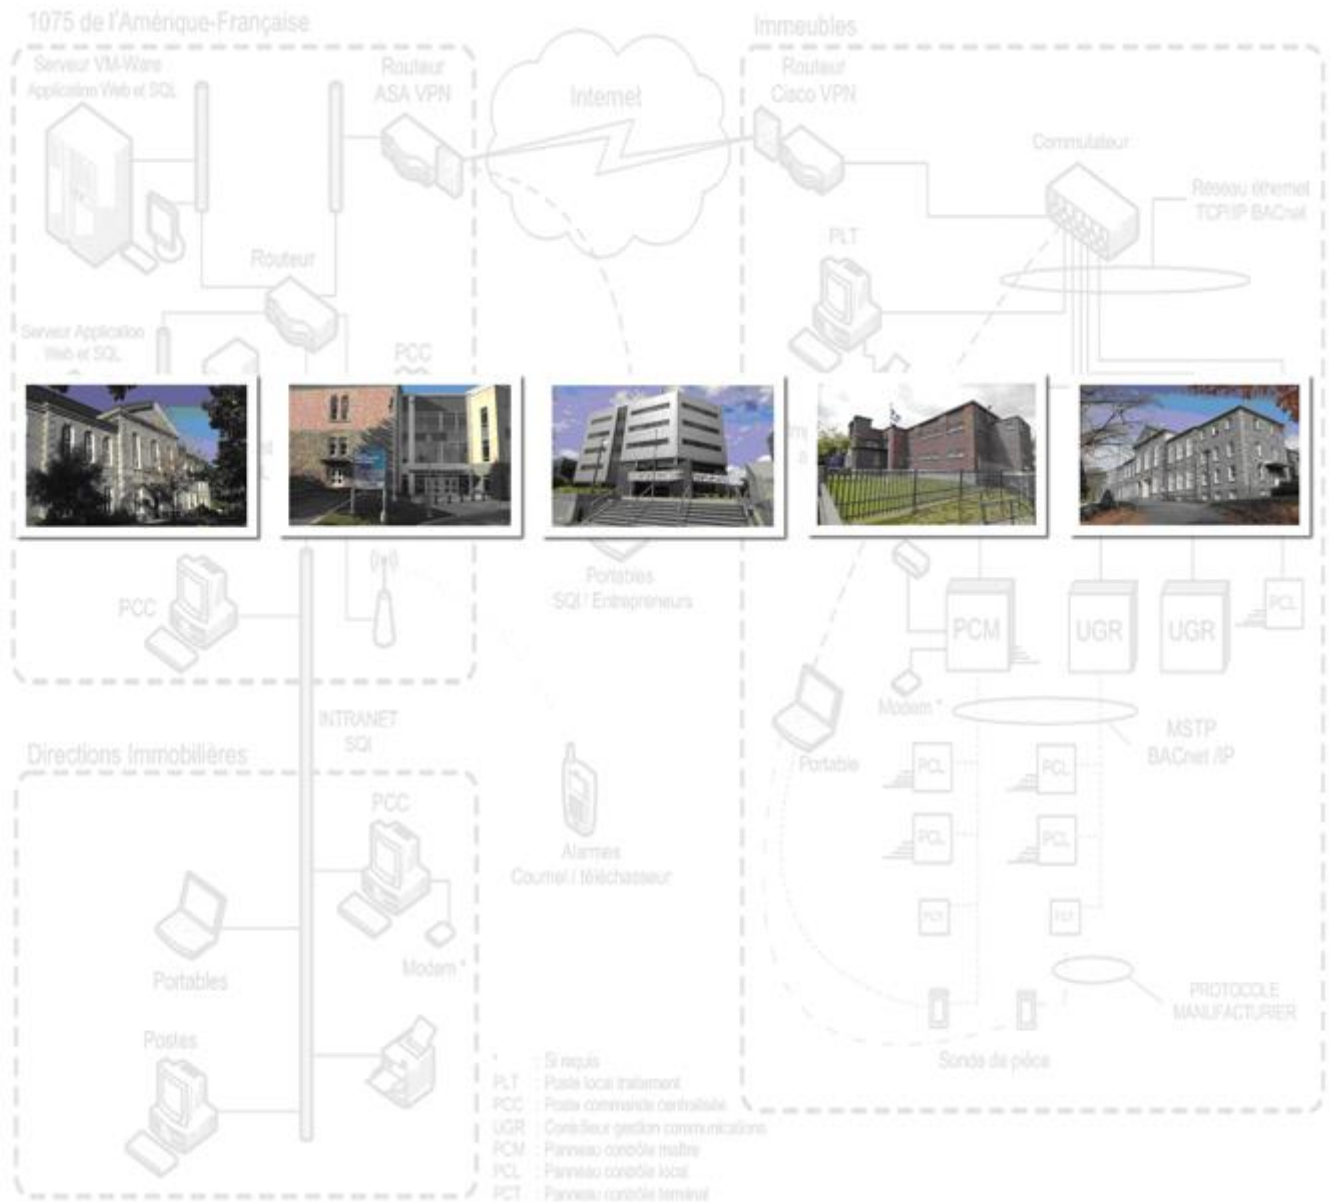 1075 de l'Amérique-Française
Serveur VM-Ware
Application Web et SQL
Routeur
ASA VPN
Internet
Immeubles
Routeur
Cisco VPN
Commutateur
Réseau éthernet
TCP/IP BACnet
Routeur
PLT
Serveur Application
Web et SQL
PCC
PCC
Portables
SQI / Entrepreneurs
PCM
UGR
UGR
PCL
INTRANET
SQI
Modem *
MSTP
BACnet /IP
Portable
PCL
PCL
PCL
PCL
Directions Immobilières
PCC
Alarmes
Courriel / téléchasseur
Portables
Modem *
PROTOCOLE
MANUFACTURIER
Postes
Sonde de pièce
* : Si requis
PLT : Poste local traitement
PCC : Poste commande centralisée
UGR : gestion communications
PCM : Panneau contrôle maître
PCL : Panneau contrôle local
PCT : Panneau contrôle terminal